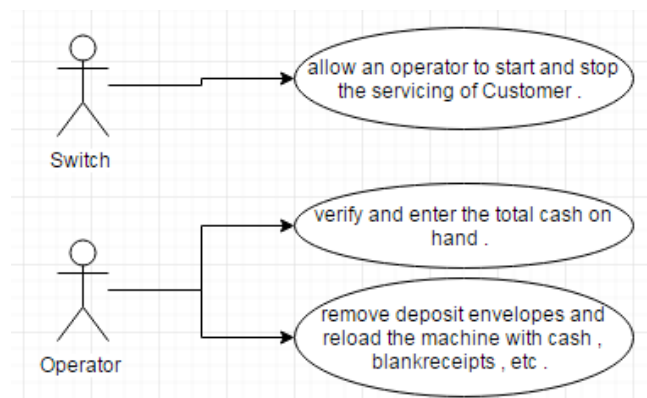 allow an operator to start and stop
the servicing of Customer .
Switch
verify and enter the total cash on
hand .
remove deposit envelopes and
reload the machine with cash ,
blankreceipts , etc .
Operator